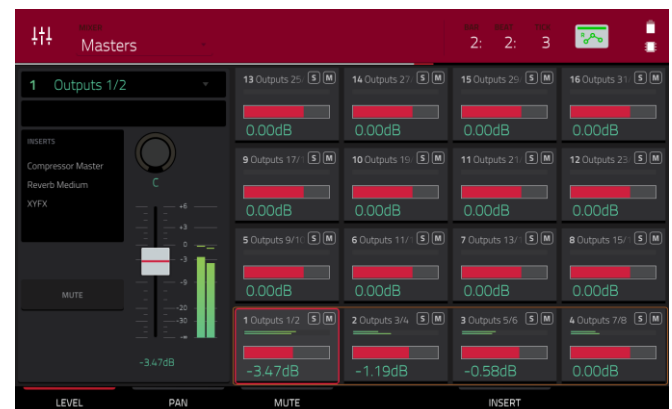 MIXER
Masters
BAR BEAT TICK
2: 2: 3
1 Outputs 1/2
INSERTS
Compressor Master
Reverb Medium
XYFX
C
+6
+3
0
-3
-9
-20
-30
-∞
MUTE
-3.47dB
13 Outputs 25/ S M
0.00dB
14 Outputs 27/ S M
0.00dB
15 Outputs 29/ S M
0.00dB
16 Outputs 31/ S M
0.00dB
9 Outputs 17/1 S M
0.00dB
10 Outputs 19/ S M
0.00dB
11 Outputs 21/ S M
0.00dB
12 Outputs 23/ S M
0.00dB
5 Outputs 9/1C S M
0.00dB
6 Outputs 11/ S M
0.00dB
7 Outputs 13/ S M
0.00dB
8 Outputs 15/ S M
0.00dB
1 Outputs 1/2 S M
-3.47dB
2 Outputs 3/4 S M
-1.19dB
3 Outputs 5/6 S M
-0.58dB
4 Outputs 7/8 S M
0.00dB
LEVEL PAN MUTE INSERT